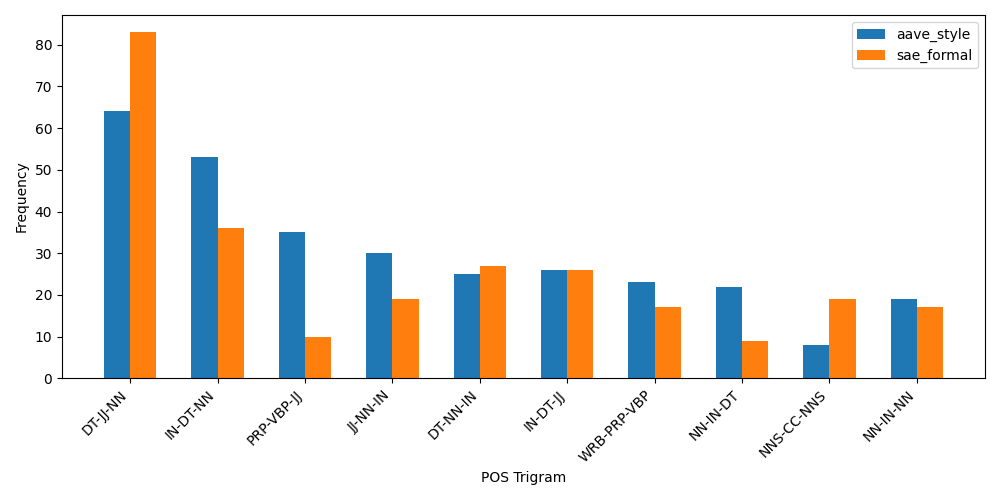 aave_style
sae_formal
Frequency
80
70
60
50
40
30
20
10
0
DT-JJ-NN
IN-DT-NN
PRP-VBP-JJ
JJ-NN-IN
DT-NN-IN
IN-DT-JJ
WRB-PRP-VBP
NN-IN-DT
NNS-CC-NNS
NN-IN-NN
POS Trigram